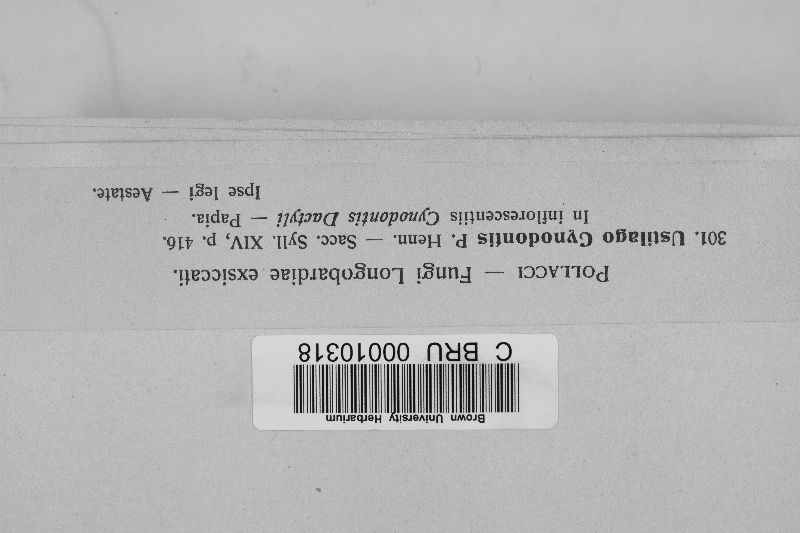 Brown University Herbarium
C BRU 00010318
POLLACCI — Fungi Longobardiae exsiccati.
301. Ustilago Cynodontis P. Henn. — Sacc. Syll. XIV, p. 416.
In inflorescentiis Cynodontis Dactyli — Papia.
Ipse legi — Aestate.